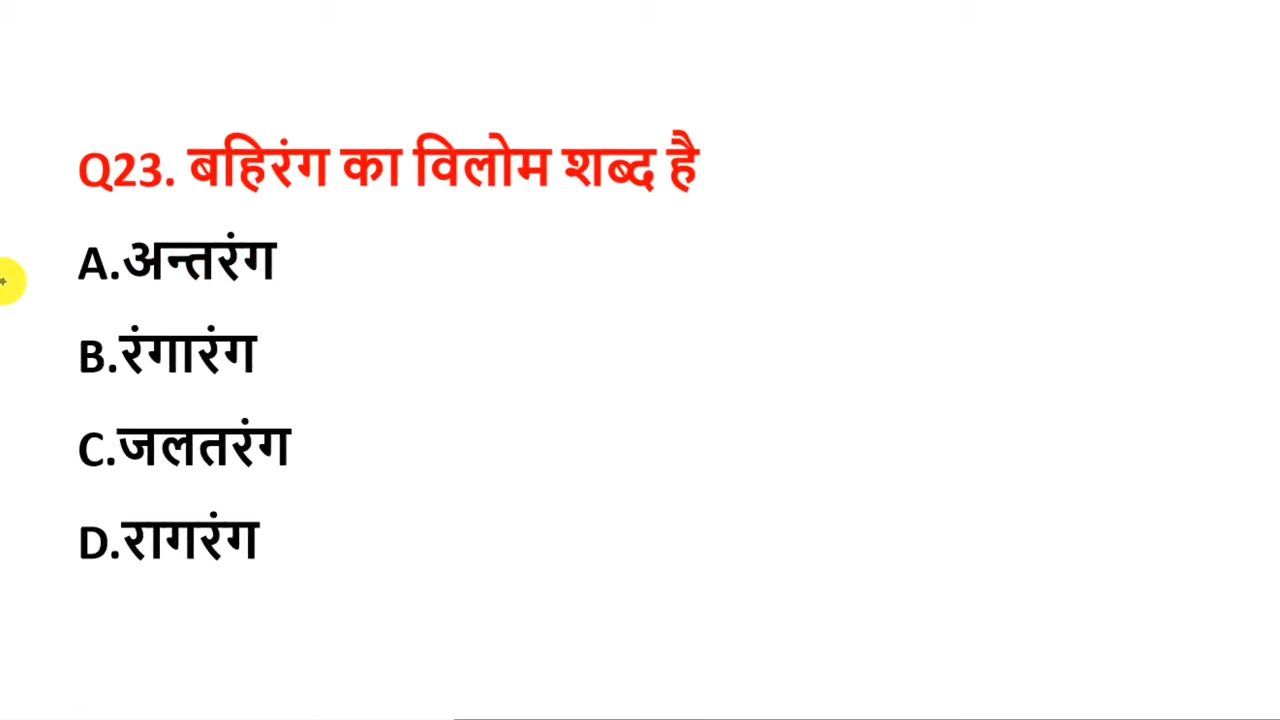 Q23. बहिरंग का विलोम शब्द है
A.अन्तरंग
B.रंगारंग
C.जलतरंग
D.रागरंग